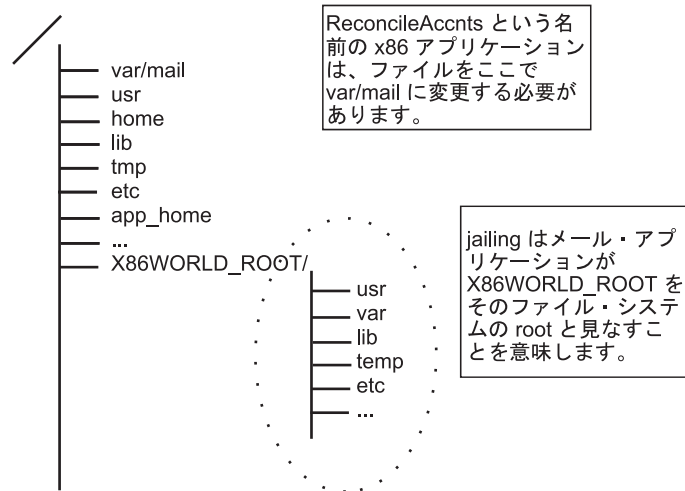 ReconcileAccnts という名
前の x86 アプリケーション
は、ファイルをここで
var/mail に変更する必要が
あります。
var/mail
usr
home
lib
tmp
etc
app_home
...
X86WORLD_ROOT/
usr
var
lib
temp
etc
...
jailing はメール・アプ
リケーションが
X86WORLD_ROOT を
そのファイル・システ
ムの root と見なすこ
とを意味します。